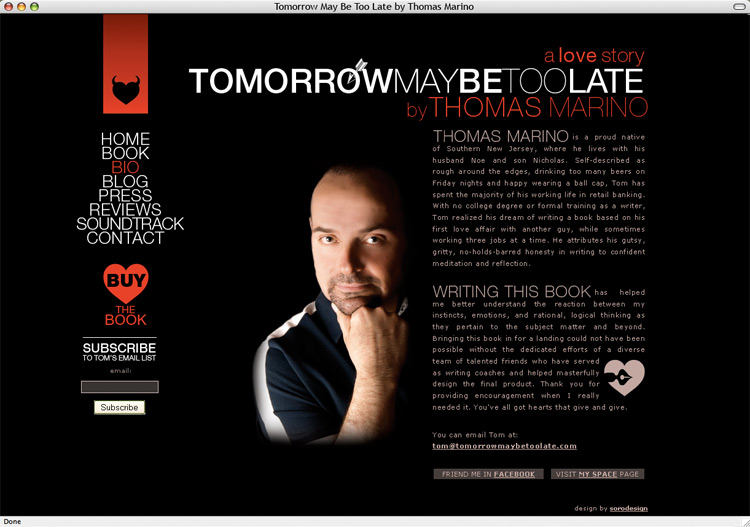 Tomorrow May Be Too Late by Thomas Marino
a love story
TOMORROWMAYBETOOLATE
by THOMAS MARINO
HOME
BOOK
BIO
BLOG
PRESS
REVIEWS
SOUNDTRACK
CONTACT
BUY
THE
BOOK
SUBSCRIBE
TO TOM'S EMAIL LIST
email:
Subscribe
THOMAS MARINO is a proud native
of Southern New Jersey, where he lives with his
husband Noe and son Nicholas. Self-described as
rough around the edges, drinking too many beers on
Friday nights and happy wearing a ball cap, Tom has
spent the majority of his working life in retail banking.
With no college degree or formal training as a writer,
Tom realized his dream of writing a book based on his
first love affair with another guy, while sometimes
working three jobs at a time. He attributes his gutsy,
gritty, no-holds-barred honesty in writing to confident
meditation and reflection.
WRITING THIS BOOK has helped
me better understand the reaction between my
instincts, emotions, and rational, logical thinking as
they pertain to the subject matter and beyond.
Bringing this book in for a landing could not have been
possible without the dedicated efforts of a diverse
team of talented friends who have served
as writing coaches and helped masterfully
design the final product. Thank you for
providing encouragement when I really
needed it. You've all got hearts that give and give.
You can email Tom at:
tom@tomorrowmaybetoolate.com
FRIEND ME IN FACEBOOK
VISIT MY SPACE PAGE
design by sorodesign
Done